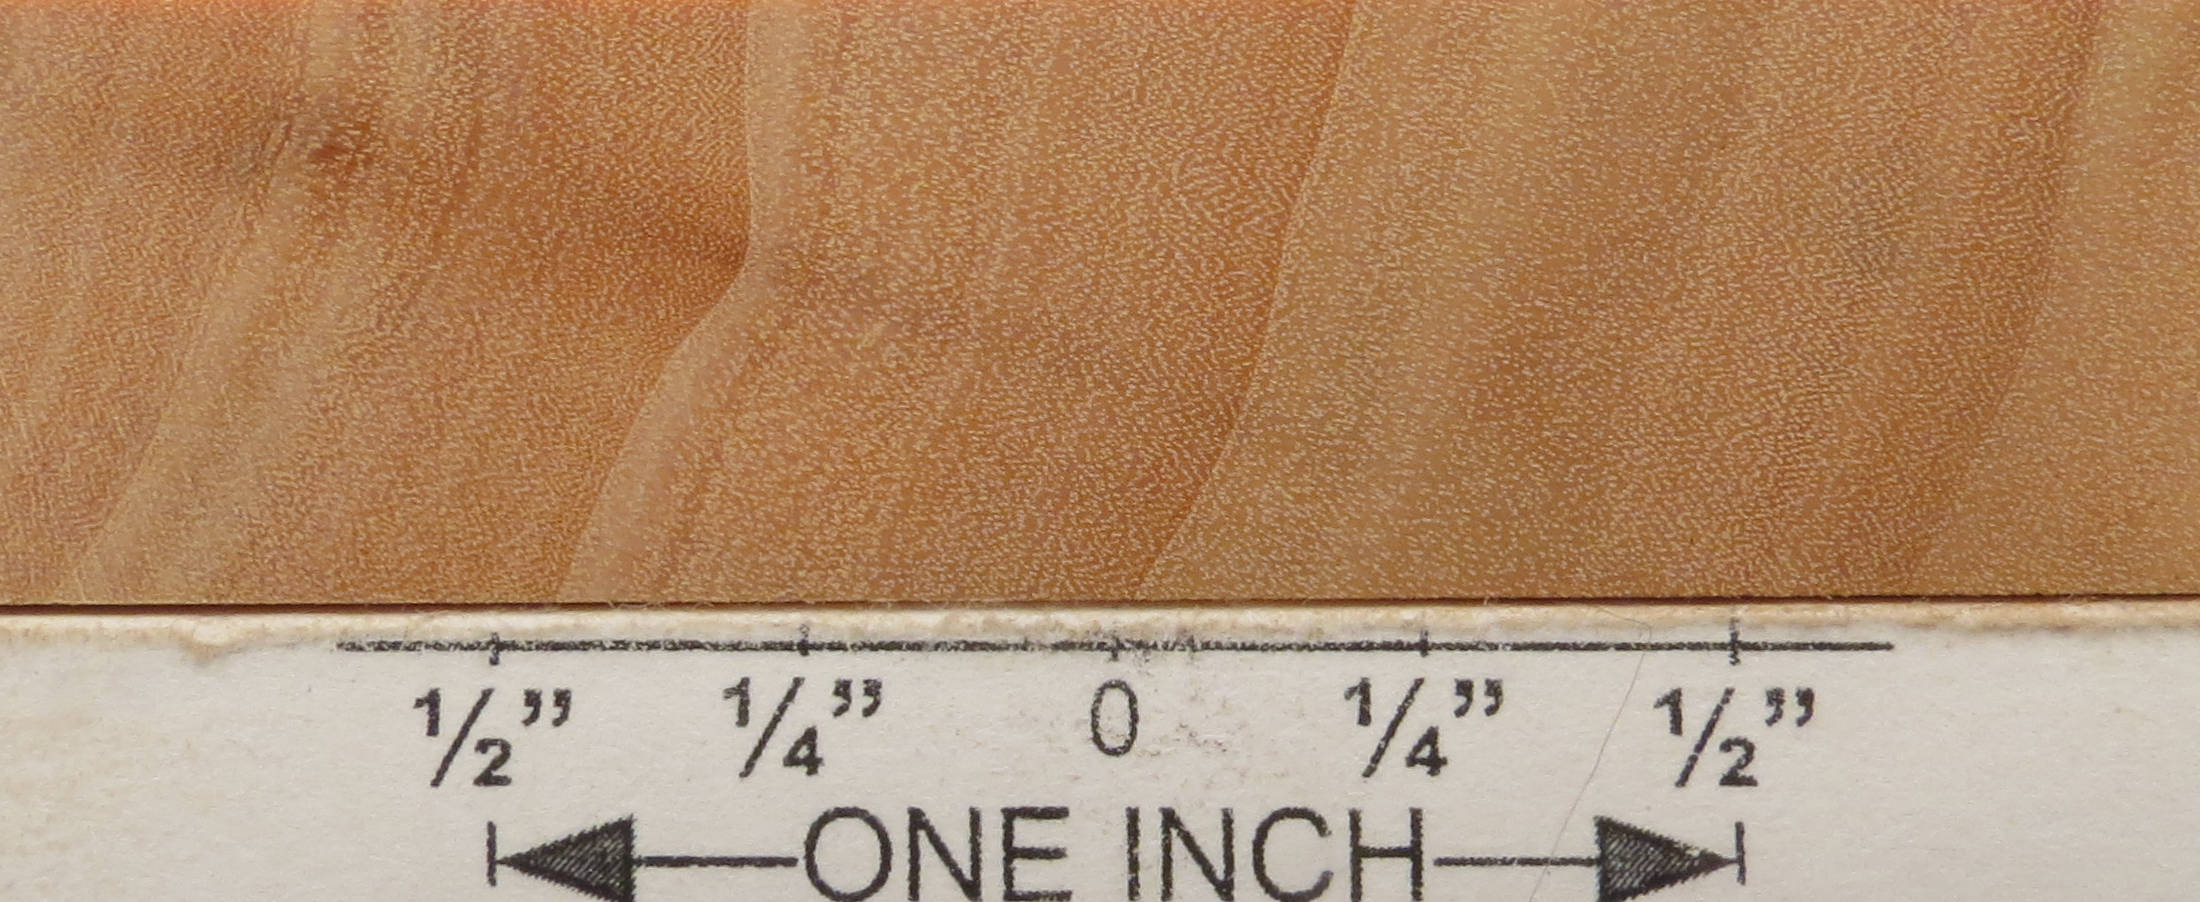 ½” ¼” 0 ¼” ½”
ONE INCH